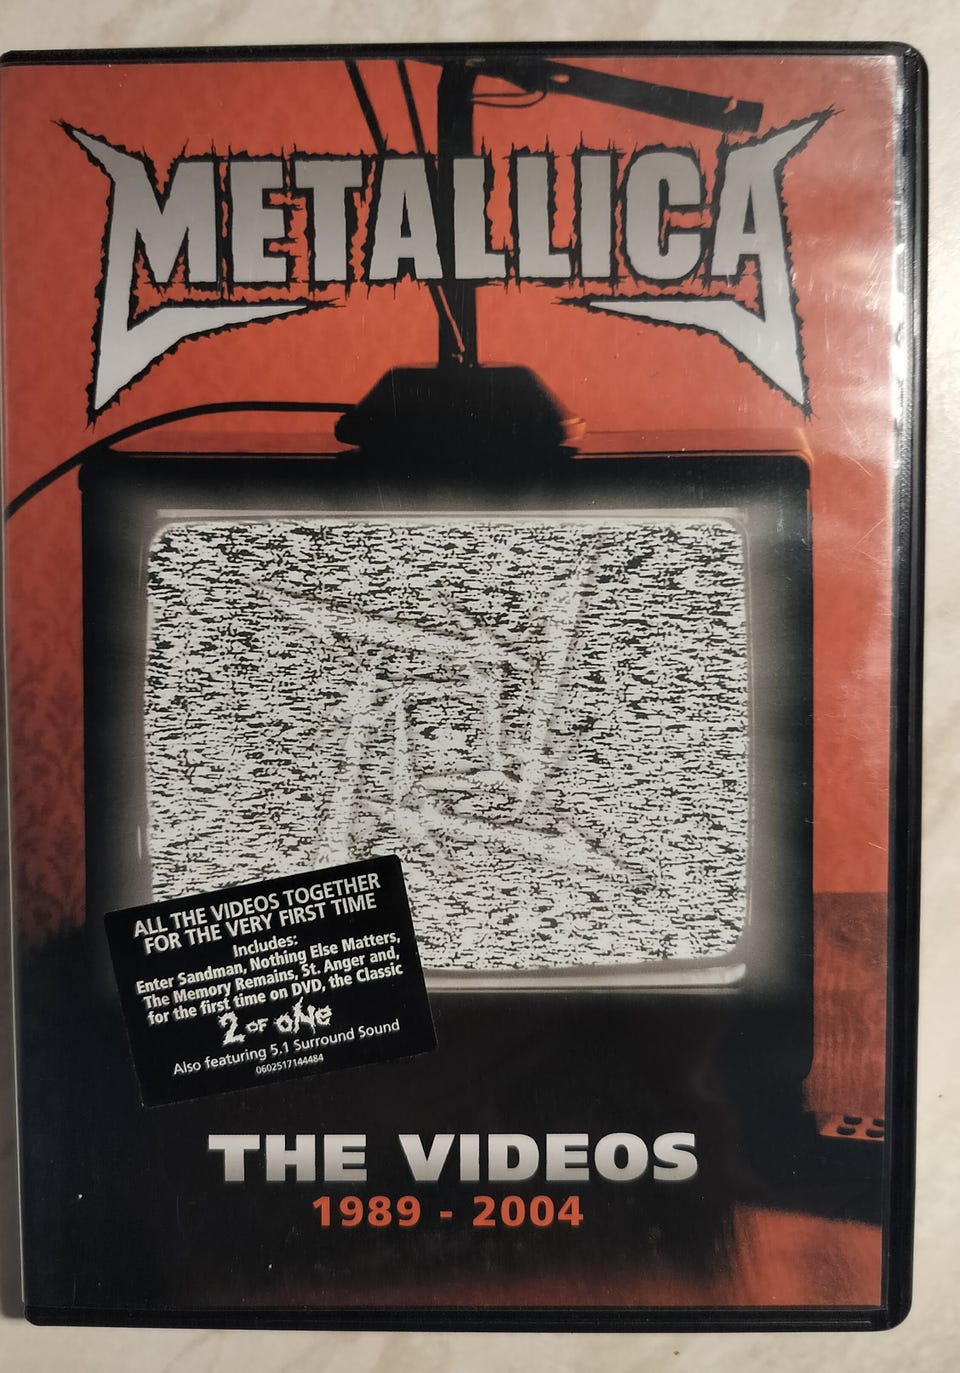 METALLICA
ALL THE VIDEOS TOGETHER
FOR THE VERY FIRST TIME
Includes:
Enter Sandman, Nothing Else Matters,
The Memory Remains, St. Anger and,
for the first time on DVD, the Classic
2 OF ONE
Also featuring 5.1 Surround Sound
0602517144484
THE VIDEOS
1989 - 2004